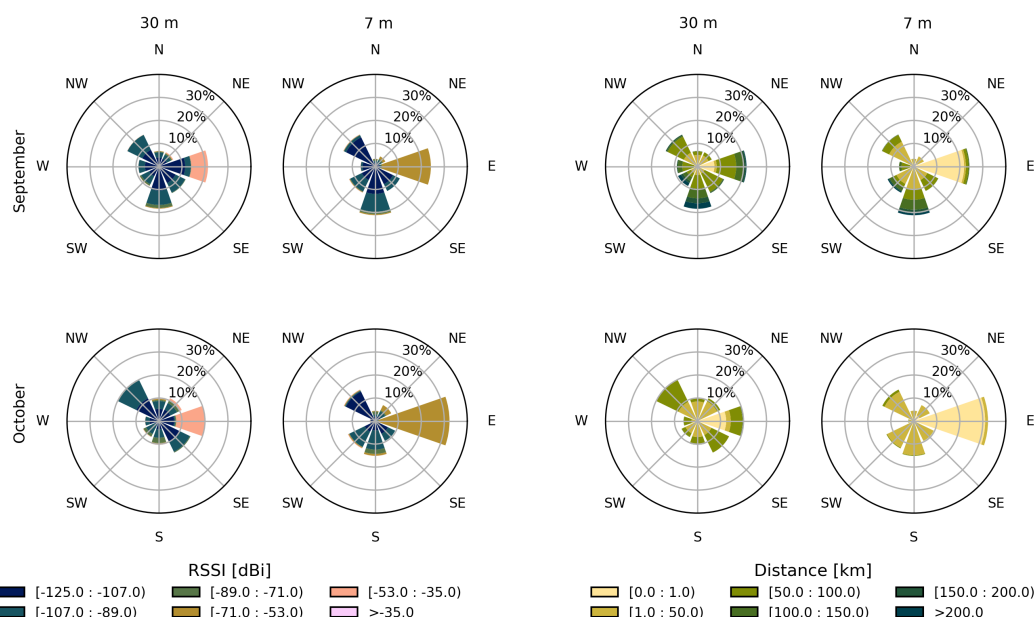 30 m 7 m 30 m 7 m
N N N N
NW NE NW NE NW NE NW NE
30% 30% 30% 30%
20% 20% 20% 20%
10% 10% 10% 10%
September W E W E
SW SE SW SE SW SE SW SE
NW NE NW NE NW NE NW NE
30% 30% 30% 30%
20% 20% 20% 20%
10% 10% 10% 10%
October W E W E
SW SE SW SE SW SE SW SE
S S S S
RSSI [dBi]
[-125.0 : -107.0) [-89.0 : -71.0) [-53.0 : -35.0)
[-107.0 : -89.0) [-71.0 : -53.0) >-35.0
Distance [km]
[0.0 : 1.0) [50.0 : 100.0) [150.0 : 200.0)
[1.0 : 50.0) [100.0 : 150.0) >200.0